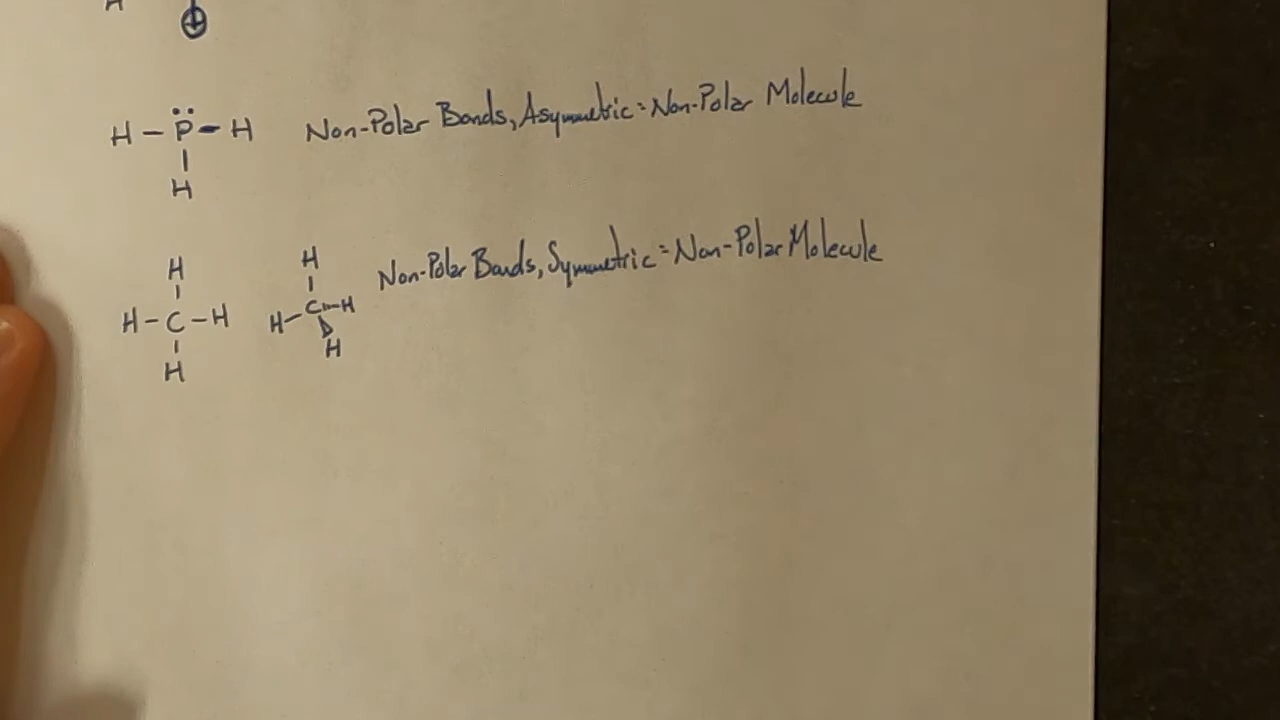 H
⊕
H – P̈ – H Non-Polar Bonds, Asymmetric = Non-Polar Molecule
|
H
H H Non-Polar Bonds, Symmetric = Non-Polar Molecule
H – C – H H – C – H
H H